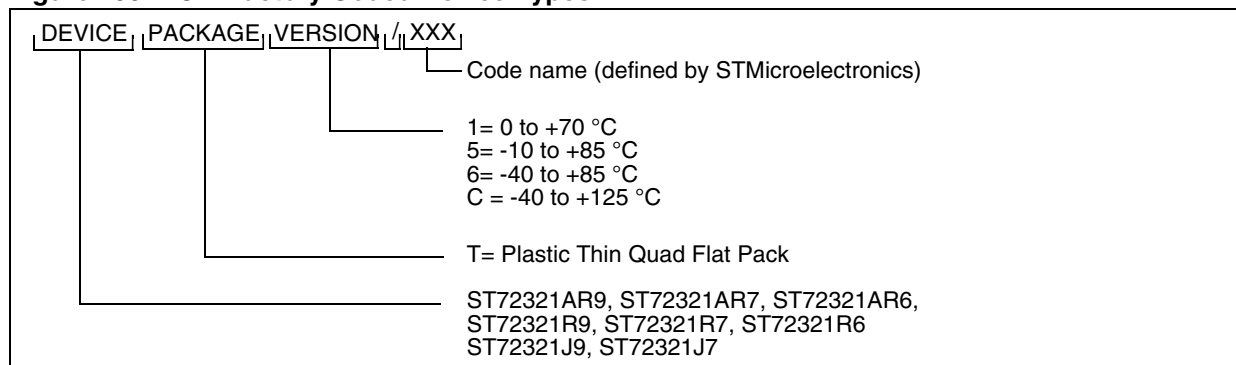 DEVICE PACKAGE VERSION / XXX
Code name (defined by STMicroelectronics)
1= 0 to +70 °C
5= -10 to +85 °C
6= -40 to +85 °C
C = -40 to +125 °C
T= Plastic Thin Quad Flat Pack
ST72321AR9, ST72321AR7, ST72321AR6,
ST72321R9, ST72321R7, ST72321R6
ST72321J9, ST72321J7